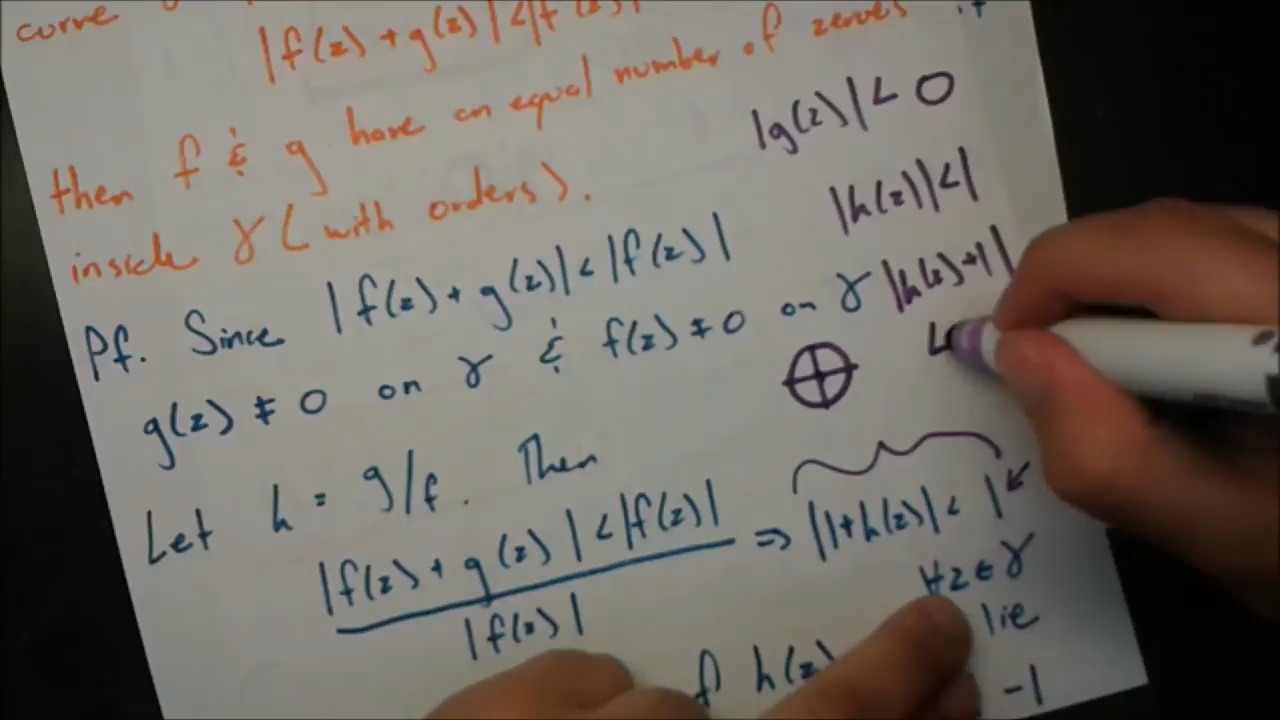 curve
|f(z) + g(z)| < |f(z)|
then f & g have an equal number of zeroes
inside γ (with orders).
|g(z)| < 0
|h(z)| < 1
Pf. Since |f(z) + g(z)| < |f(z)|
|h(z) + 1|
<
g(z) ≠ 0 on γ & f(z) ≠ 0 on γ
Let h = g/f. Then
|f(z) + g(z)| < |f(z)| ⇒ |1 + h(z)| < 1
|f(z)|
∀z ∈ γ
lie
h(z)
-1